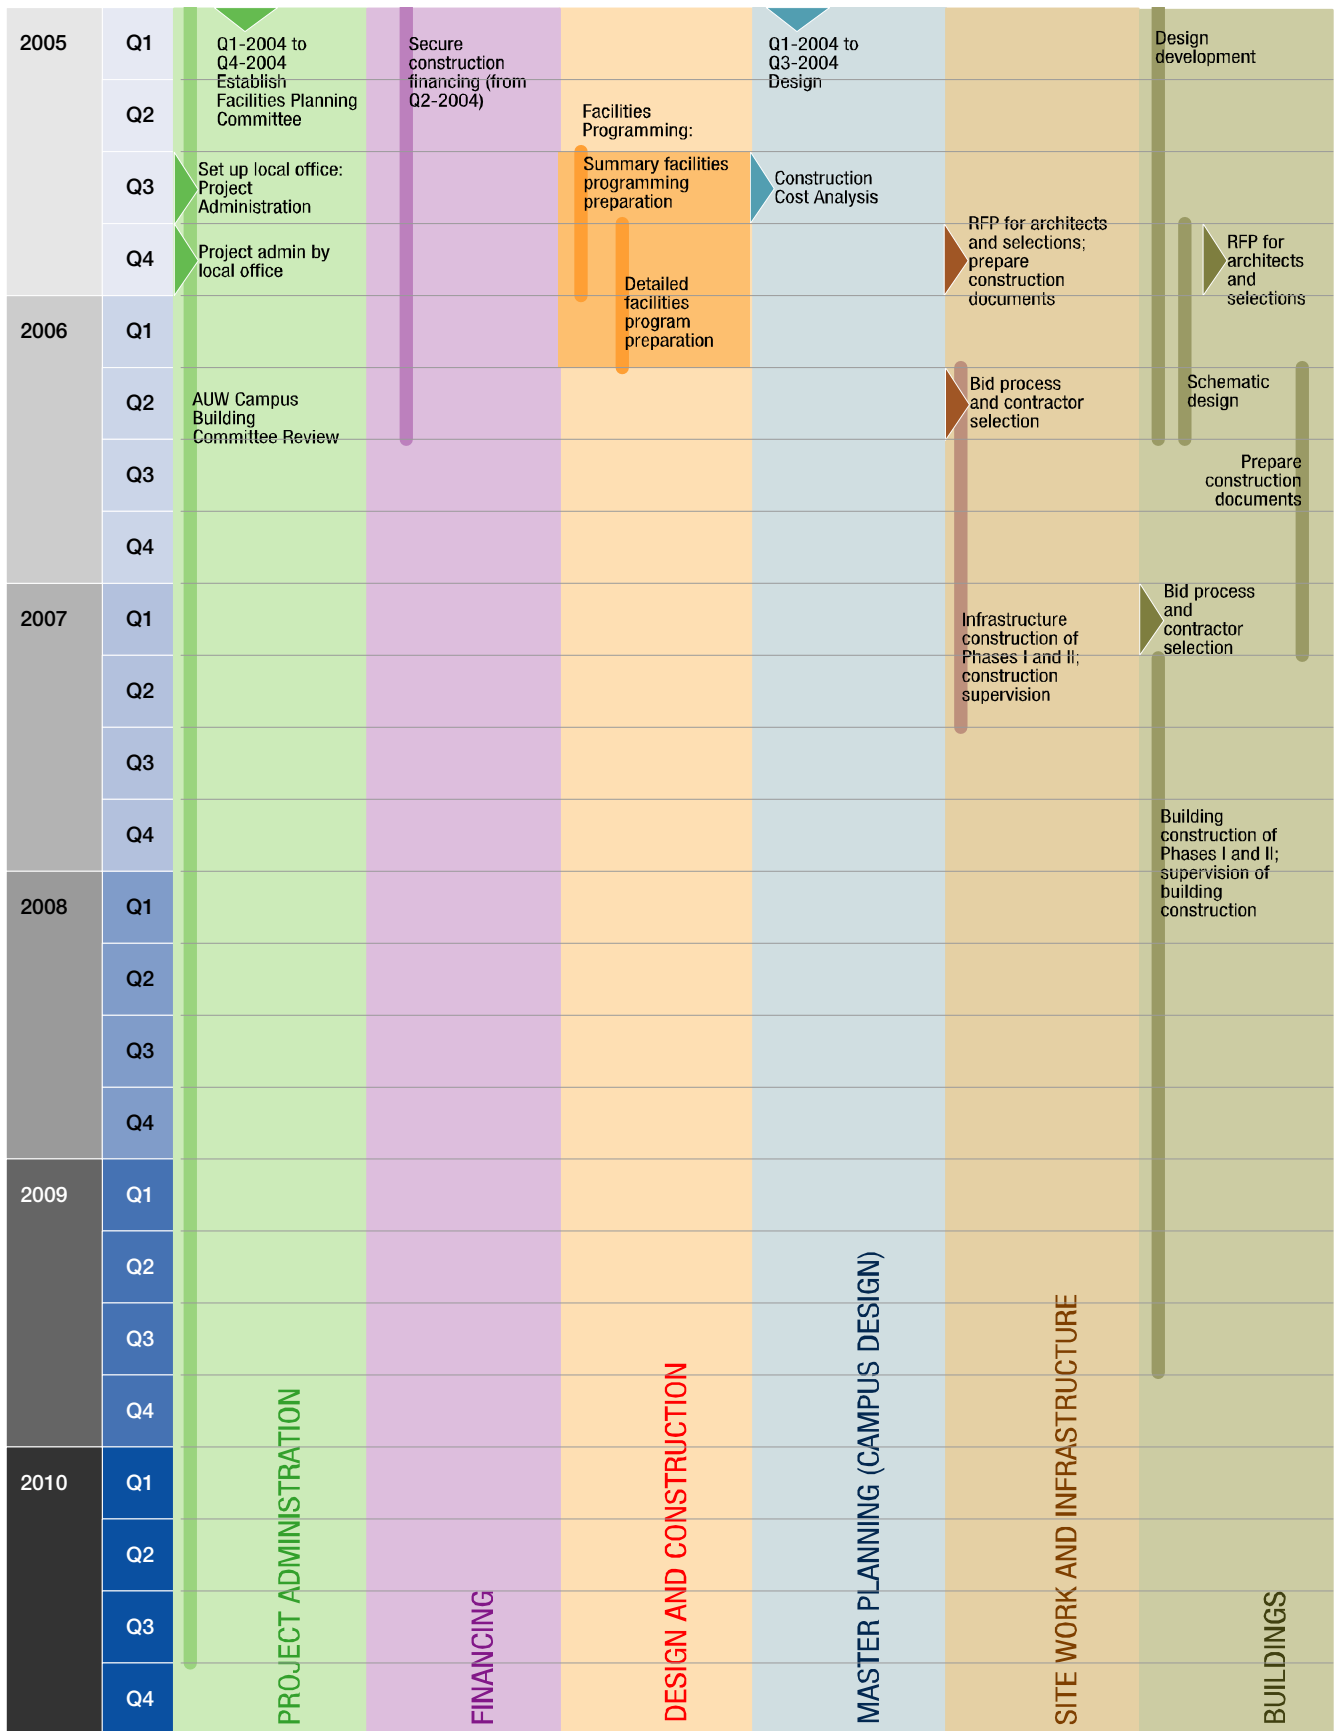 2005
Q1
Q2
Q3
Q4
2006
Q1
Q2
Q3
Q4
2007
Q1
Q2
Q3
Q4
2008
Q1
Q2
Q3
Q4
2009
Q1
Q2
Q3
Q4
2010
Q1
Q2
Q3
Q4
Q1-2004 to
Q4-2004
Establish
Facilities Planning
Committee
Set up local office:
Project
Administration
Project admin by
local office
AUW Campus
Building
Committee Review
PROJECT ADMINISTRATION
Secure
construction
financing (from
Q2-2004)
FINANCING
Facilities
Programming:
Summary facilities
programming
preparation
Detailed
facilities
program
preparation
DESIGN AND CONSTRUCTION
Q1-2004 to
Q3-2004
Design
Construction
Cost Analysis
MASTER PLANNING (CAMPUS DESIGN)
RFP for architects
and selections;
prepare
construction
documents
Bid process
and contractor
selection
Infrastructure
construction of
Phases I and II;
construction
supervision
SITE WORK AND INFRASTRUCTURE
Design
development
RFP for
architects
and
selections
Schematic
design
Prepare
construction
documents
Bid process
and
contractor
selection
Building
construction of
Phases I and II;
supervision of
building
construction
BUILDINGS